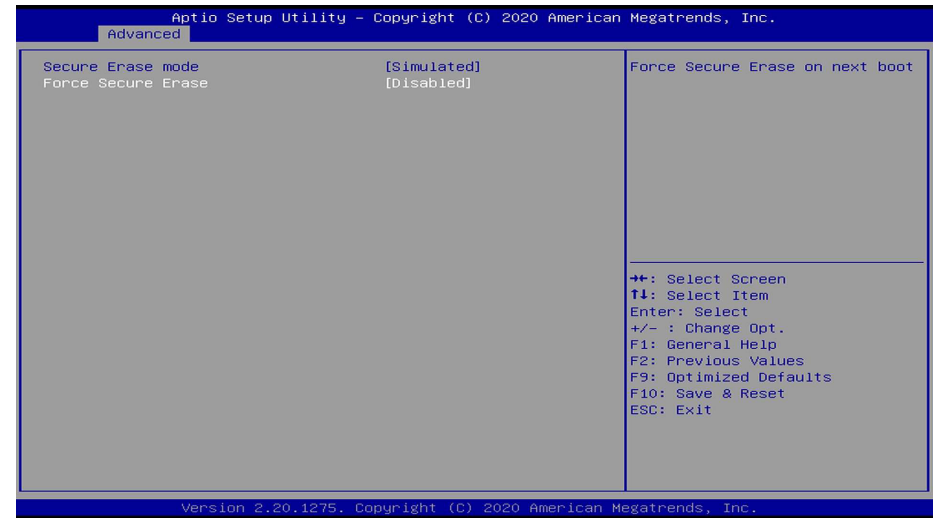 Aptio Setup Utility – Copyright (C) 2020 American Megatrends, Inc.
Advanced
Secure Erase mode [Simulated]
Force Secure Erase [Disabled]
Force Secure Erase on next boot
→←: Select Screen
↑↓: Select Item
Enter: Select
+/- : Change Opt.
F1: General Help
F2: Previous Values
F9: Optimized Defaults
F10: Save & Reset
ESC: Exit
Version 2.20.1275. Copyright (C) 2020 American Megatrends, Inc.